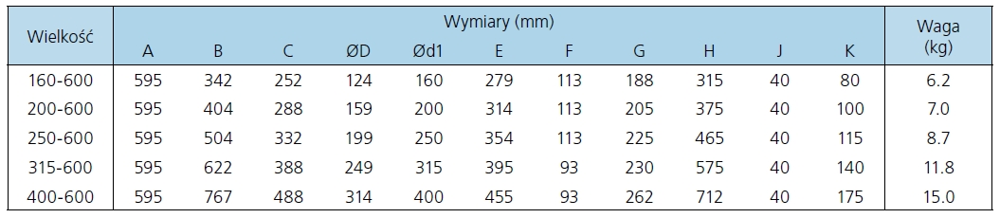 Wielkość Wymiary (mm) Waga (kg)
A B C ØD Ød1 E F G H J K
160-600 595 342 252 124 160 279 113 188 315 40 80 6.2
200-600 595 404 288 159 200 314 113 205 375 40 100 7.0
250-600 595 504 332 199 250 354 113 225 465 40 115 8.7
315-600 595 622 388 249 315 395 93 230 575 40 140 11.8
400-600 595 767 488 314 400 455 93 262 712 40 175 15.0